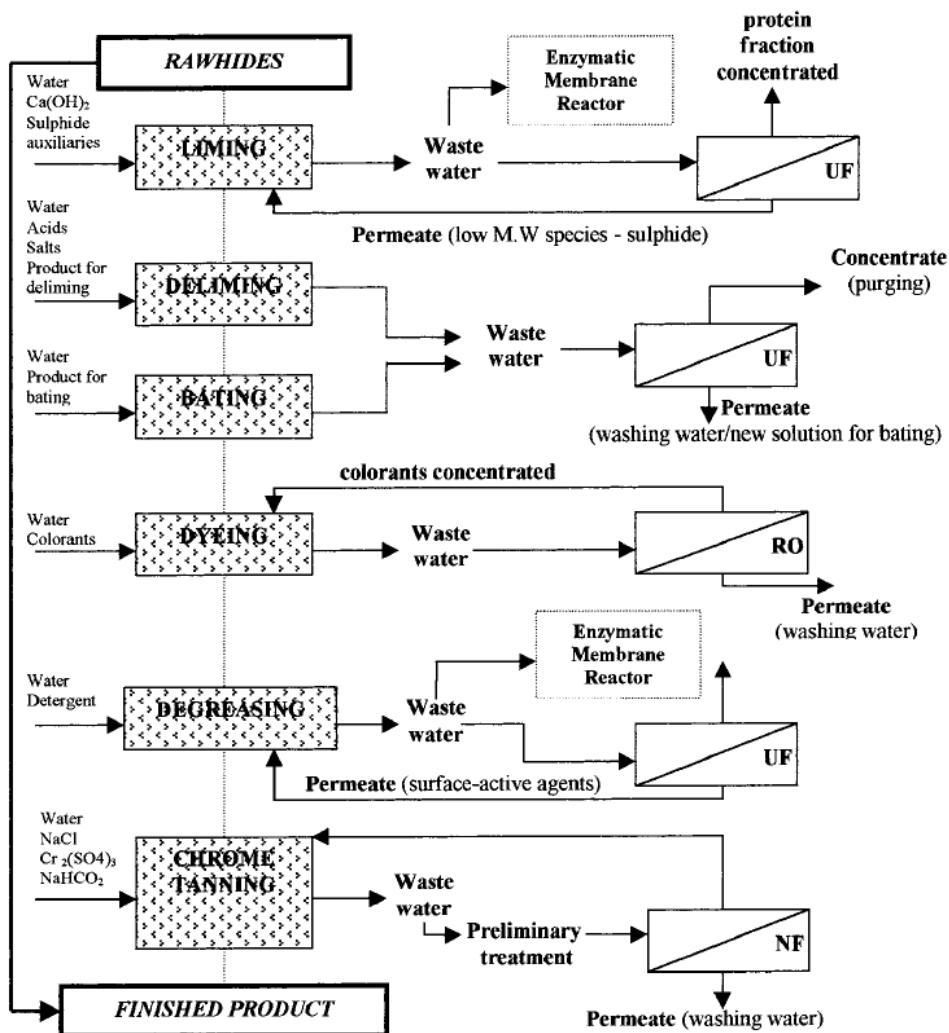 RAWHIDES
Water
Ca(OH)2
Sulphide
auxiliaries
LIMING
Waste
water
Enzymatic
Membrane
Reactor
protein
fraction
concentrated
UF
Permeate (low M.W species - sulphide)
Water
Acids
Salts
Product for
deliming
DELIMING
Water
Product for
bating
BATING
Waste
water
Concentrate
(purging)
UF
Permeate
(washing water/new solution for bating)
colorants concentrated
Water
Colorants
DYEING
Waste
water
RO
Permeate
(washing water)
Enzymatic
Membrane
Reactor
Water
Detergent
DEGREASING
Waste
water
UF
Permeate (surface-active agents)
Water
NaCl
Cr2(SO4)3
NaHCO2
CHROME
TANNING
Waste
water
Preliminary
treatment
NF
Permeate (washing water)
FINISHED PRODUCT